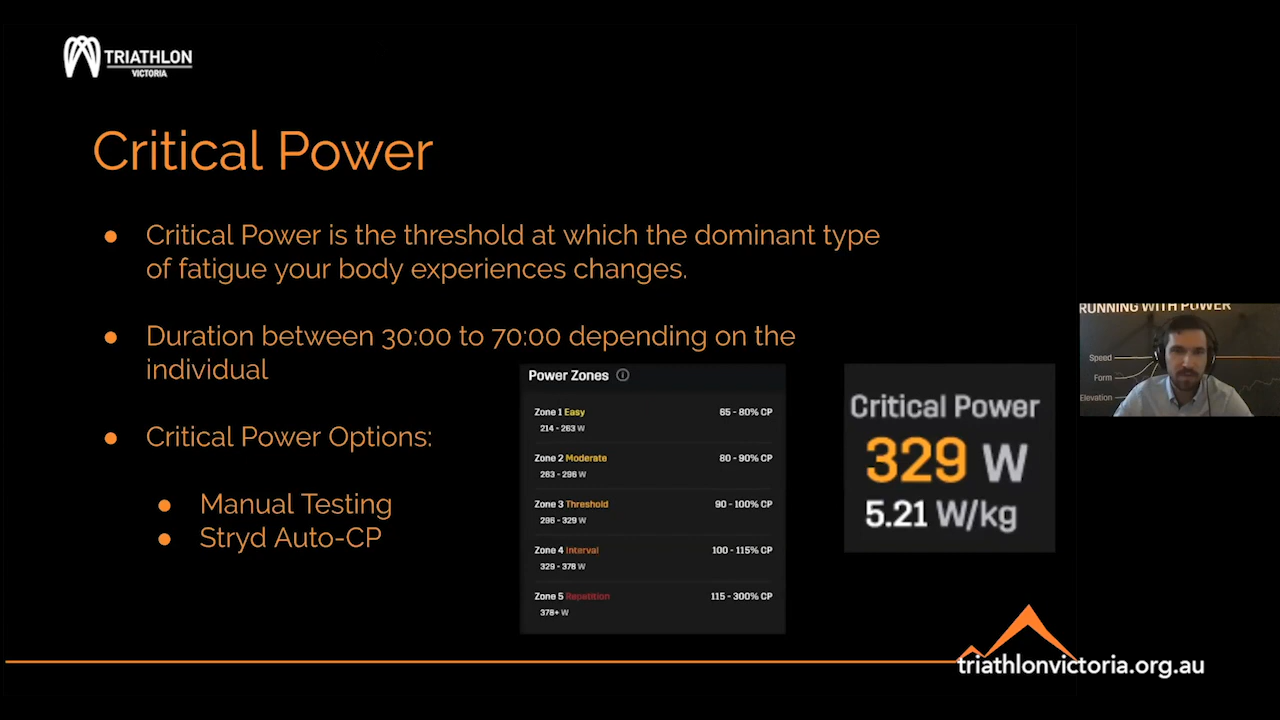 TRIATHLON
VICTORIA
Critical Power
● Critical Power is the threshold at which the dominant type
of fatigue your body experiences changes.
● Duration between 30:00 to 70:00 depending on the
individual
● Critical Power Options:
● Manual Testing
● Stryd Auto-CP
Power Zones
Zone 1 Easy 65 - 80% CP
214 - 263 W
Zone 2 Moderate 80 - 90% CP
263 - 296 W
Zone 3 Threshold 90 - 100% CP
296 - 329 W
Zone 4 Interval 100 - 115% CP
329 - 378 W
Zone 5 Repetition 115 - 300% CP
378+ W
Critical Power
329 W
5.21 W/kg
RUNNING WITH POWER
Speed
Form
Elevation
triathlonvictoria.org.au